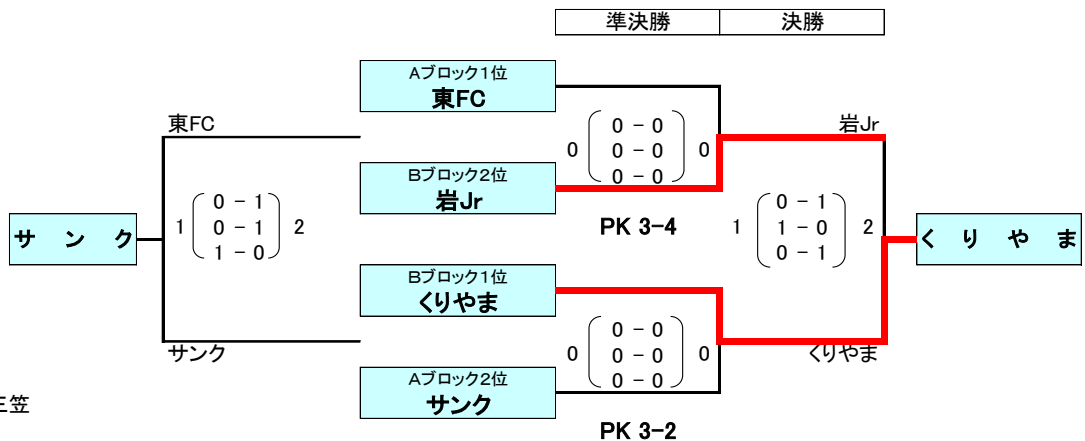 準決勝 決勝
Aブロック1位
東FC
東FC
岩Jr
0 0-0 0
0-0
0-0
Bブロック2位
岩Jr
PK 3-4
1 0-1 2
0-1
1-0
1 0-1 2
1-0
0-1
サンク
くりやま
Bブロック1位
くりやま
サンク
くりやま
0 0-0 0
0-0
0-0
Aブロック2位
サンク
PK 3-2
三笠